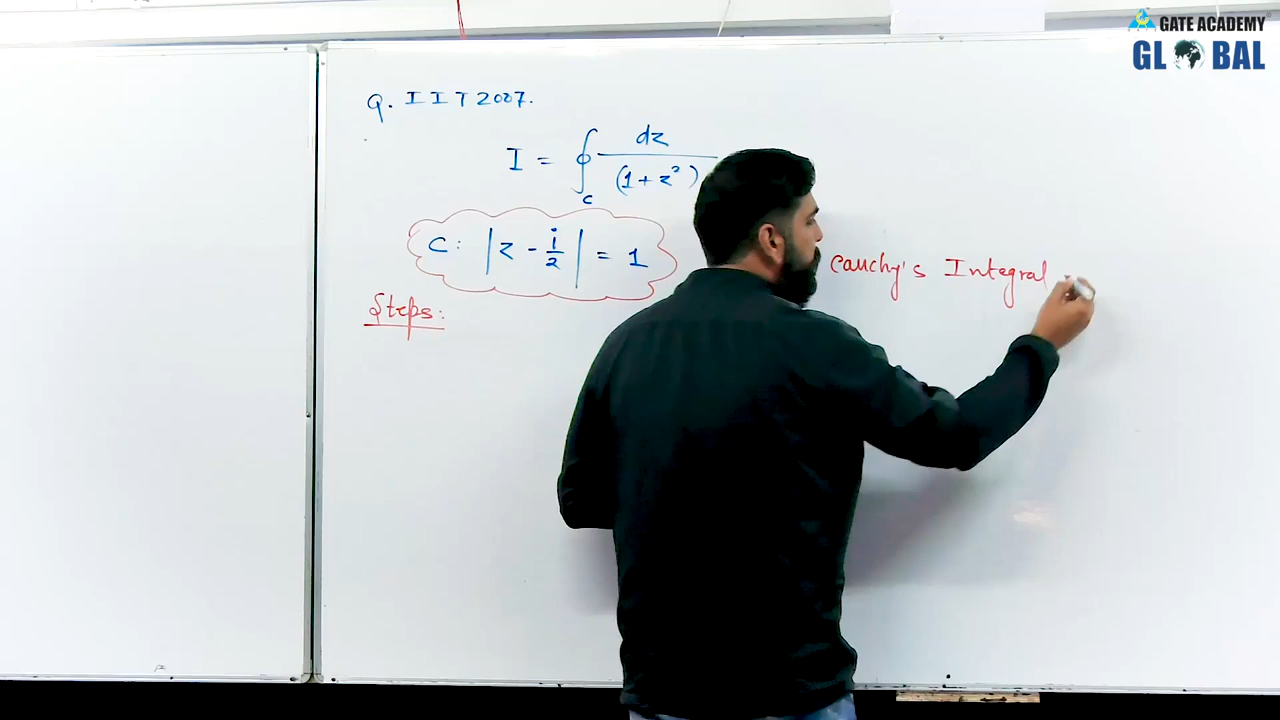 GATE ACADEMY
GLOBAL
Q. IIT 2007.
I = ∮ dz / (1 + z²)
C
C: |z - i/2| = 1
Cauchy's Integral
Steps: